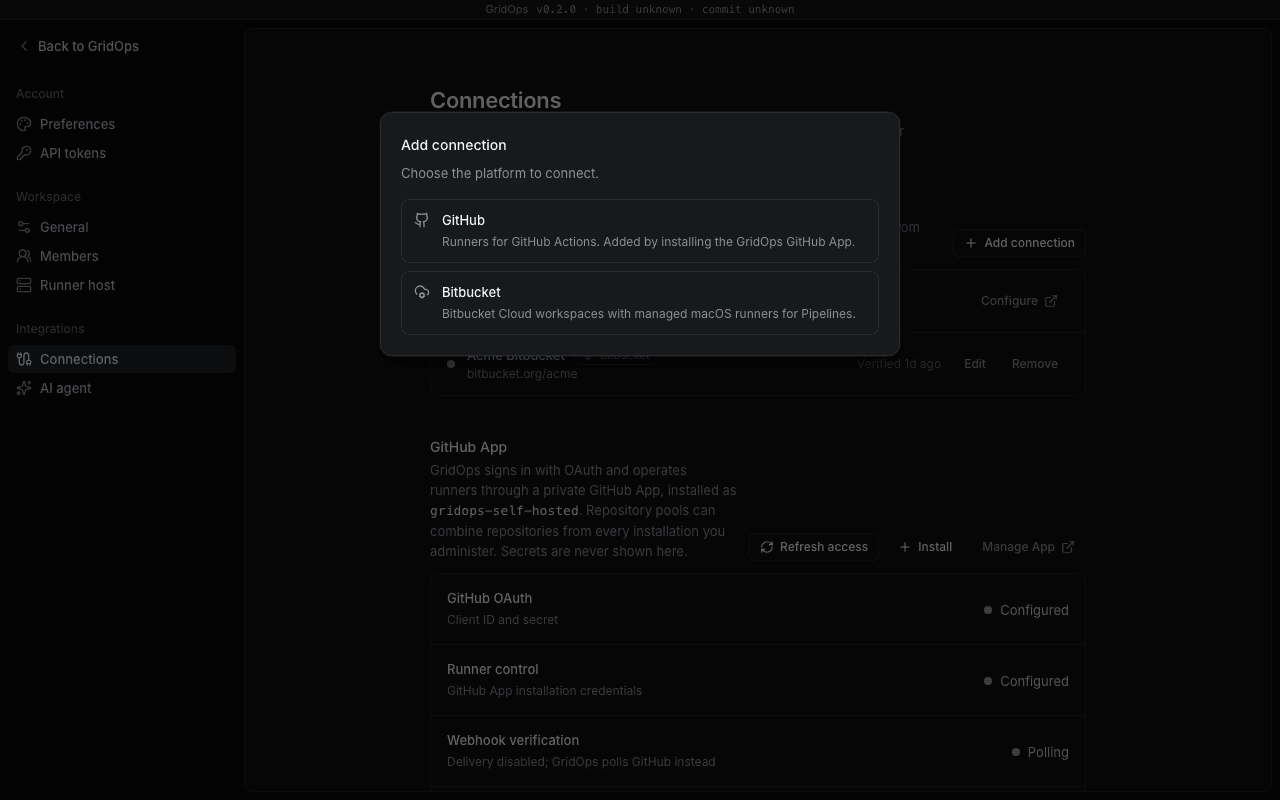 GridOps v0.2.0 · build unknown · commit unknown
Back to GridOps
Account
Preferences
API tokens
Workspace
General
Members
Runner host
Integrations
Connections
AI agent
Connections
Add connection
Choose the platform to connect.
GitHub
Runners for GitHub Actions. Added by installing the GridOps GitHub App.
Bitbucket
Bitbucket Cloud workspaces with managed macOS runners for Pipelines.
Add connection
Configure
Acme Bitbucket Bitbucket
bitbucket.org/acme
Verified 1d ago Edit Remove
GitHub App
GridOps signs in with OAuth and operates
runners through a private GitHub App, installed as
gridops-self-hosted. Repository pools can
combine repositories from every installation you
administer. Secrets are never shown here.
Refresh access Install Manage App
GitHub OAuth
Client ID and secret
Configured
Runner control
GitHub App installation credentials
Configured
Webhook verification
Delivery disabled; GridOps polls GitHub instead
Polling